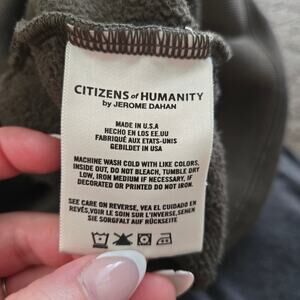 CITIZENS of HUMANITY
by JEROME DAHAN
MADE IN U.S.A
HECHO EN LOS EE.UU
FABRIQUÉ AUX ETATS-UNIS
GEBILDET IN USA
MACHINE WASH COLD WITH LIKE COLORS,
INSIDE OUT, DO NOT BLEACH, TUMBLE DRY
LOW, IRON MEDIUM IF NECESSARY, IF
DECORATED OR PRINTED DO NOT IRON.
SEE CARE ON REVERSE, VEA EL CUIDADO EN
REVÉS, VOIR LE SOIN SUR L'INVERSE, SEHEN
SIE SORGFALT AUF RÜCKSEITE